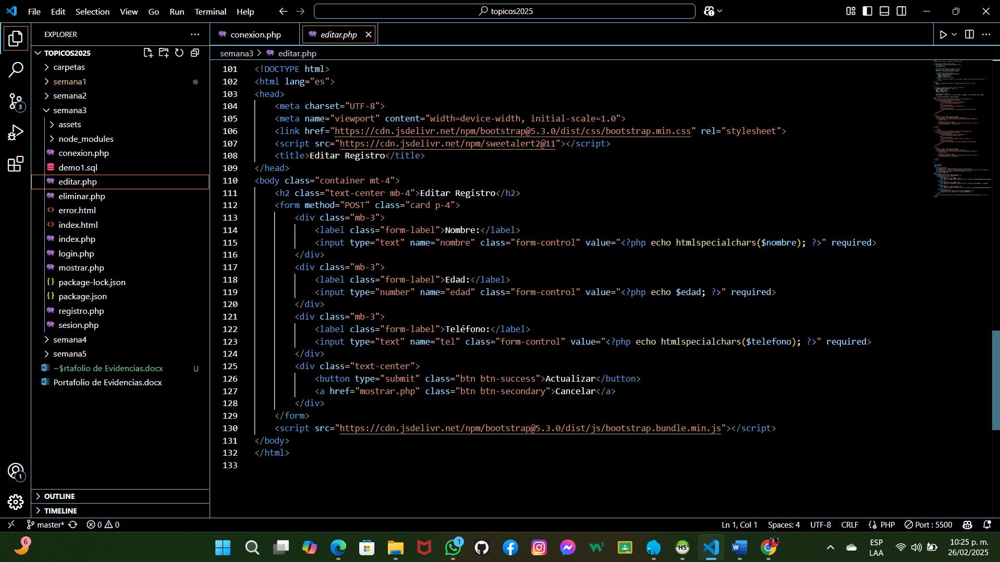 File Edit Selection View Go Run Terminal Help
topicos2025
EXPLORER
TOPICOS2025
carpetas
semana1
semana2
semana3
assets
node_modules
conexion.php
demo1.sql
editar.php
eliminar.php
error.html
index.html
index.php
login.php
mostrar.php
package-lock.json
package.json
registro.php
sesion.php
semana4
semana5
~$rtafolio de Evidencias.docx U
Portafolio de Evidencias.docx
OUTLINE
TIMELINE
3
1
conexion.php
editar.php
semana3 > editar.php
101 <!DOCTYPE html>
102 <html lang="es">
103 <head>
104     <meta charset="UTF-8">
105     <meta name="viewport" content="width=device-width, initial-scale=1.0">
106     <link href="https://cdn.jsdelivr.net/npm/bootstrap@5.3.0/dist/css/bootstrap.min.css" rel="stylesheet">
107     <script src="https://cdn.jsdelivr.net/npm/sweetalert2@11"></script>
108     <title>Editar Registro</title>
109 </head>
110 <body class="container mt-4">
111     <h2 class="text-center mb-4">Editar Registro</h2>
112     <form method="POST" class="card p-4">
113         <div class="mb-3">
114             <label class="form-label">Nombre:</label>
115             <input type="text" name="nombre" class="form-control" value="<?php echo htmlspecialchars($nombre); ?>" required>
116         </div>
117         <div class="mb-3">
118             <label class="form-label">Edad:</label>
119             <input type="number" name="edad" class="form-control" value="<?php echo $edad; ?>" required>
120         </div>
121         <div class="mb-3">
122             <label class="form-label">Teléfono:</label>
123             <input type="text" name="tel" class="form-control" value="<?php echo htmlspecialchars($telefono); ?>" required>
124         </div>
125         <div class="text-center">
126             <button type="submit" class="btn btn-success">Actualizar</button>
127             <a href="mostrar.php" class="btn btn-secondary">Cancelar</a>
128         </div>
129     </form>
130     <script src="https://cdn.jsdelivr.net/npm/bootstrap@5.3.0/dist/js/bootstrap.bundle.min.js"></script>
131 </body>
132 </html>
133
master* 0 0
Ln 1, Col 1 Spaces: 4 UTF-8 CRLF {} PHP Port : 5500
6
1
W3
HS
ESP
LAA
10:25 p. m.
26/02/2025